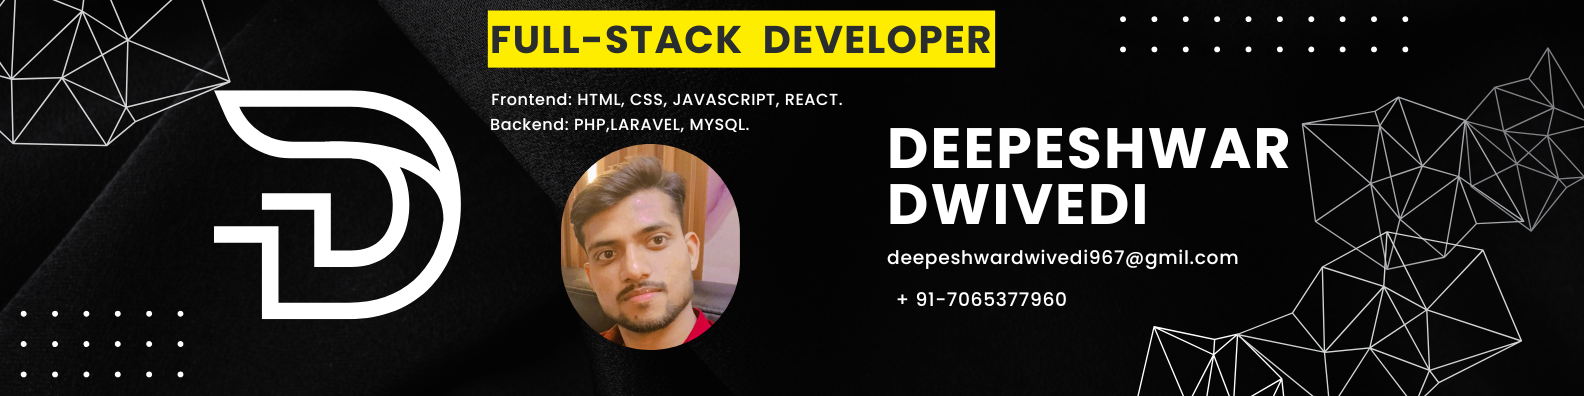 FULL-STACK DEVELOPER
Frontend: HTML, CSS, JAVASCRIPT, REACT.
Backend: PHP,LARAVEL, MYSQL.
DEEPESHWAR
DWIVEDI
deepeshwardwivedi967@gmil.com
+ 91-7065377960